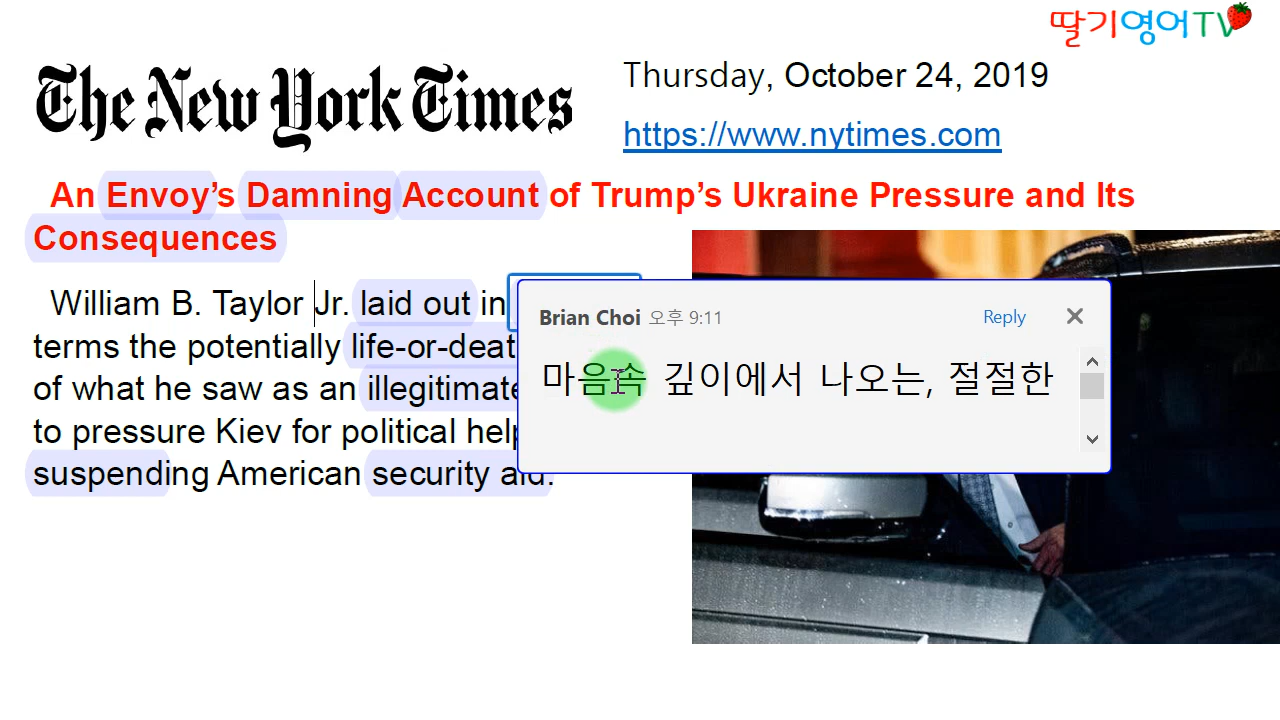 딸기영어TV
The New York Times
Thursday, October 24, 2019
https://www.nytimes.com
An Envoy's Damning Account of Trump's Ukraine Pressure and Its
Consequences
William B. Taylor Jr. laid out in
terms the potentially life-or-deat
of what he saw as an illegitimate
to pressure Kiev for political help
suspending American security aid.
Brian Choi 오후 9:11
Reply
마음속 깊이에서 나오는, 절절한